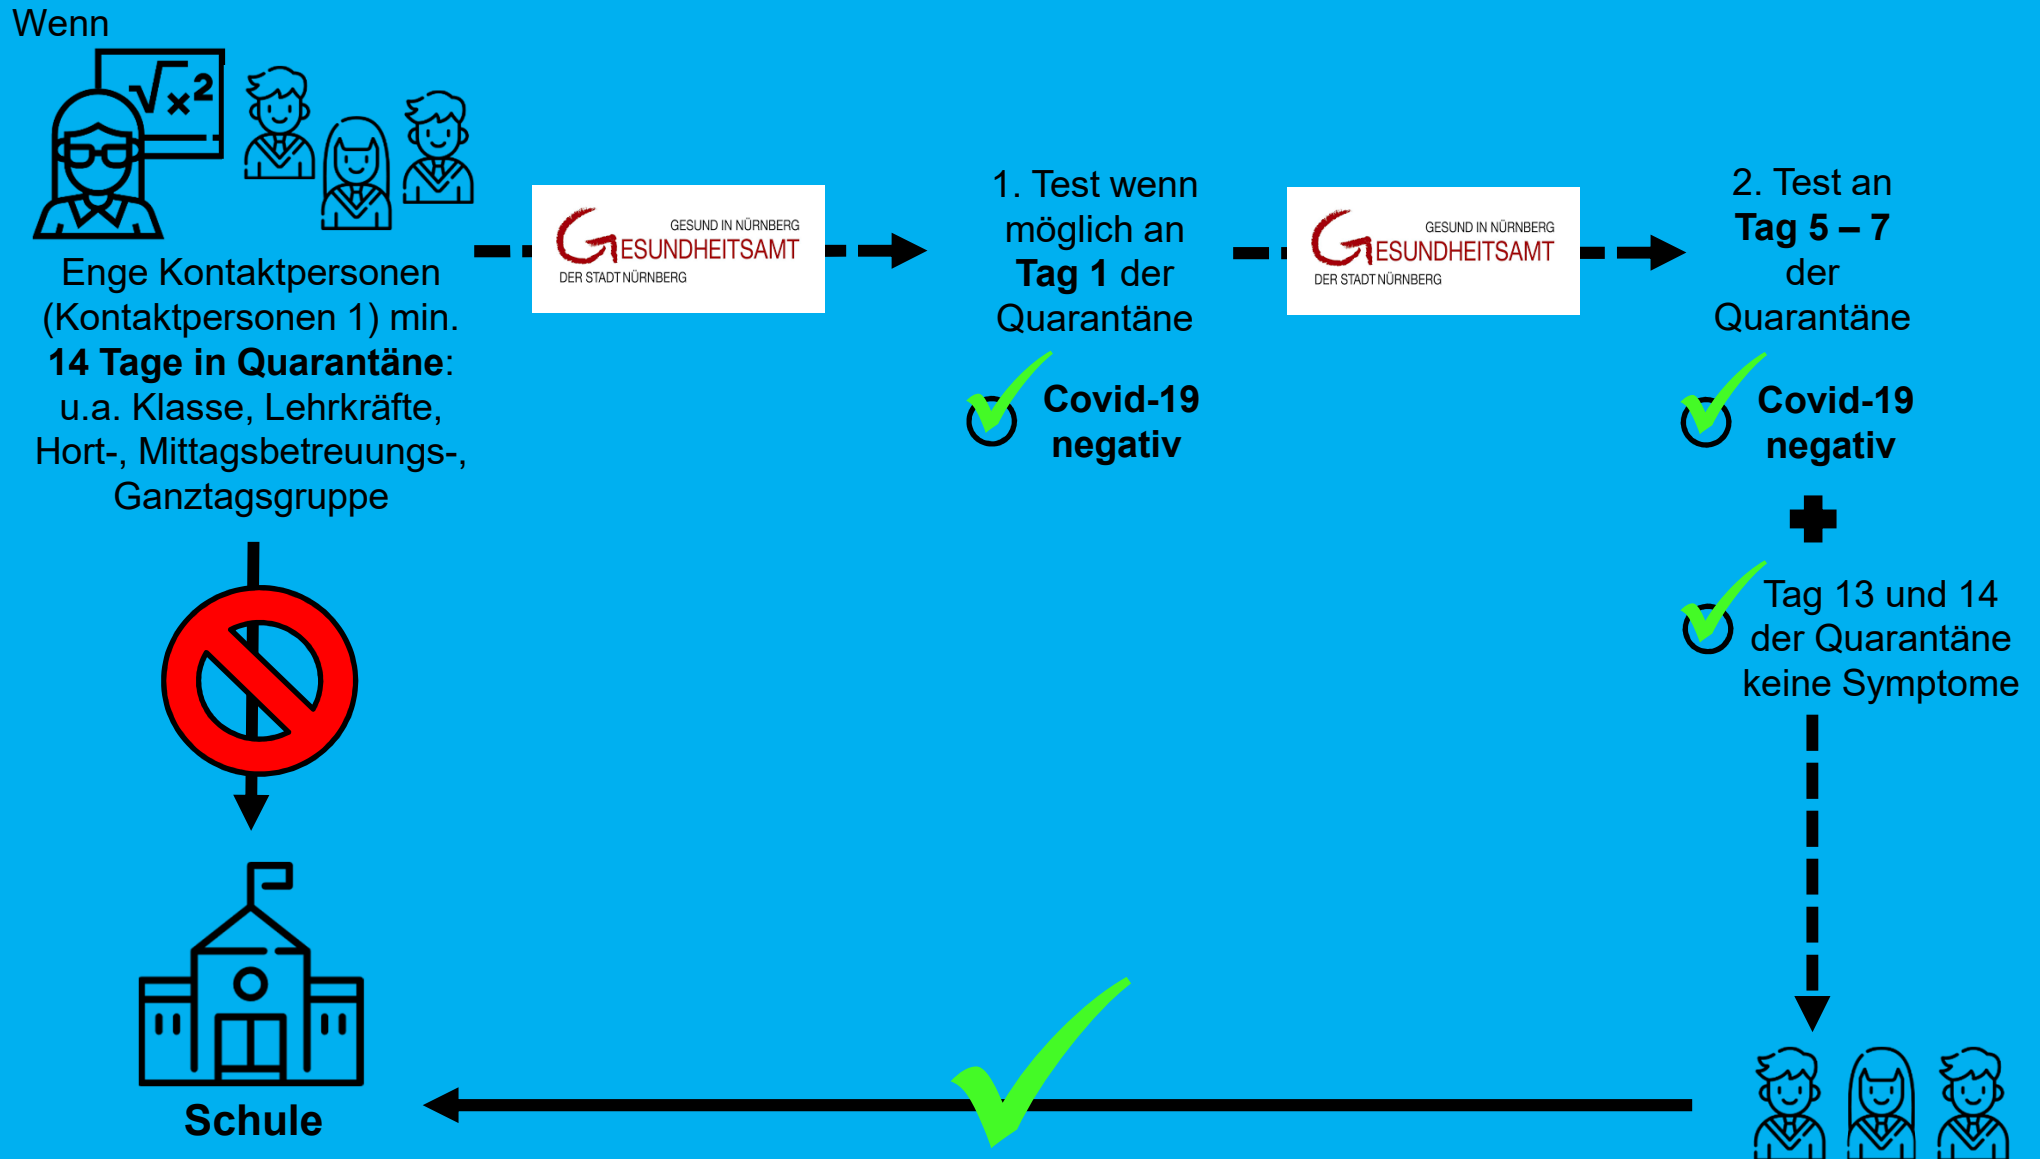 Wenn
√x²
Enge Kontaktpersonen
(Kontaktpersonen 1) min.
14 Tage in Quarantäne:
u.a. Klasse, Lehrkräfte,
Hort-, Mittagsbetreuungs-,
Ganztagsgruppe
GESUND IN NÜRNBERG
GESUNDHEITSAMT
DER STADT NÜRNBERG
1. Test wenn
möglich an
Tag 1 der
Quarantäne
Covid-19
negativ
GESUND IN NÜRNBERG
GESUNDHEITSAMT
DER STADT NÜRNBERG
2. Test an
Tag 5 – 7
der
Quarantäne
Covid-19
negativ
Tag 13 und 14
der Quarantäne
keine Symptome
Schule